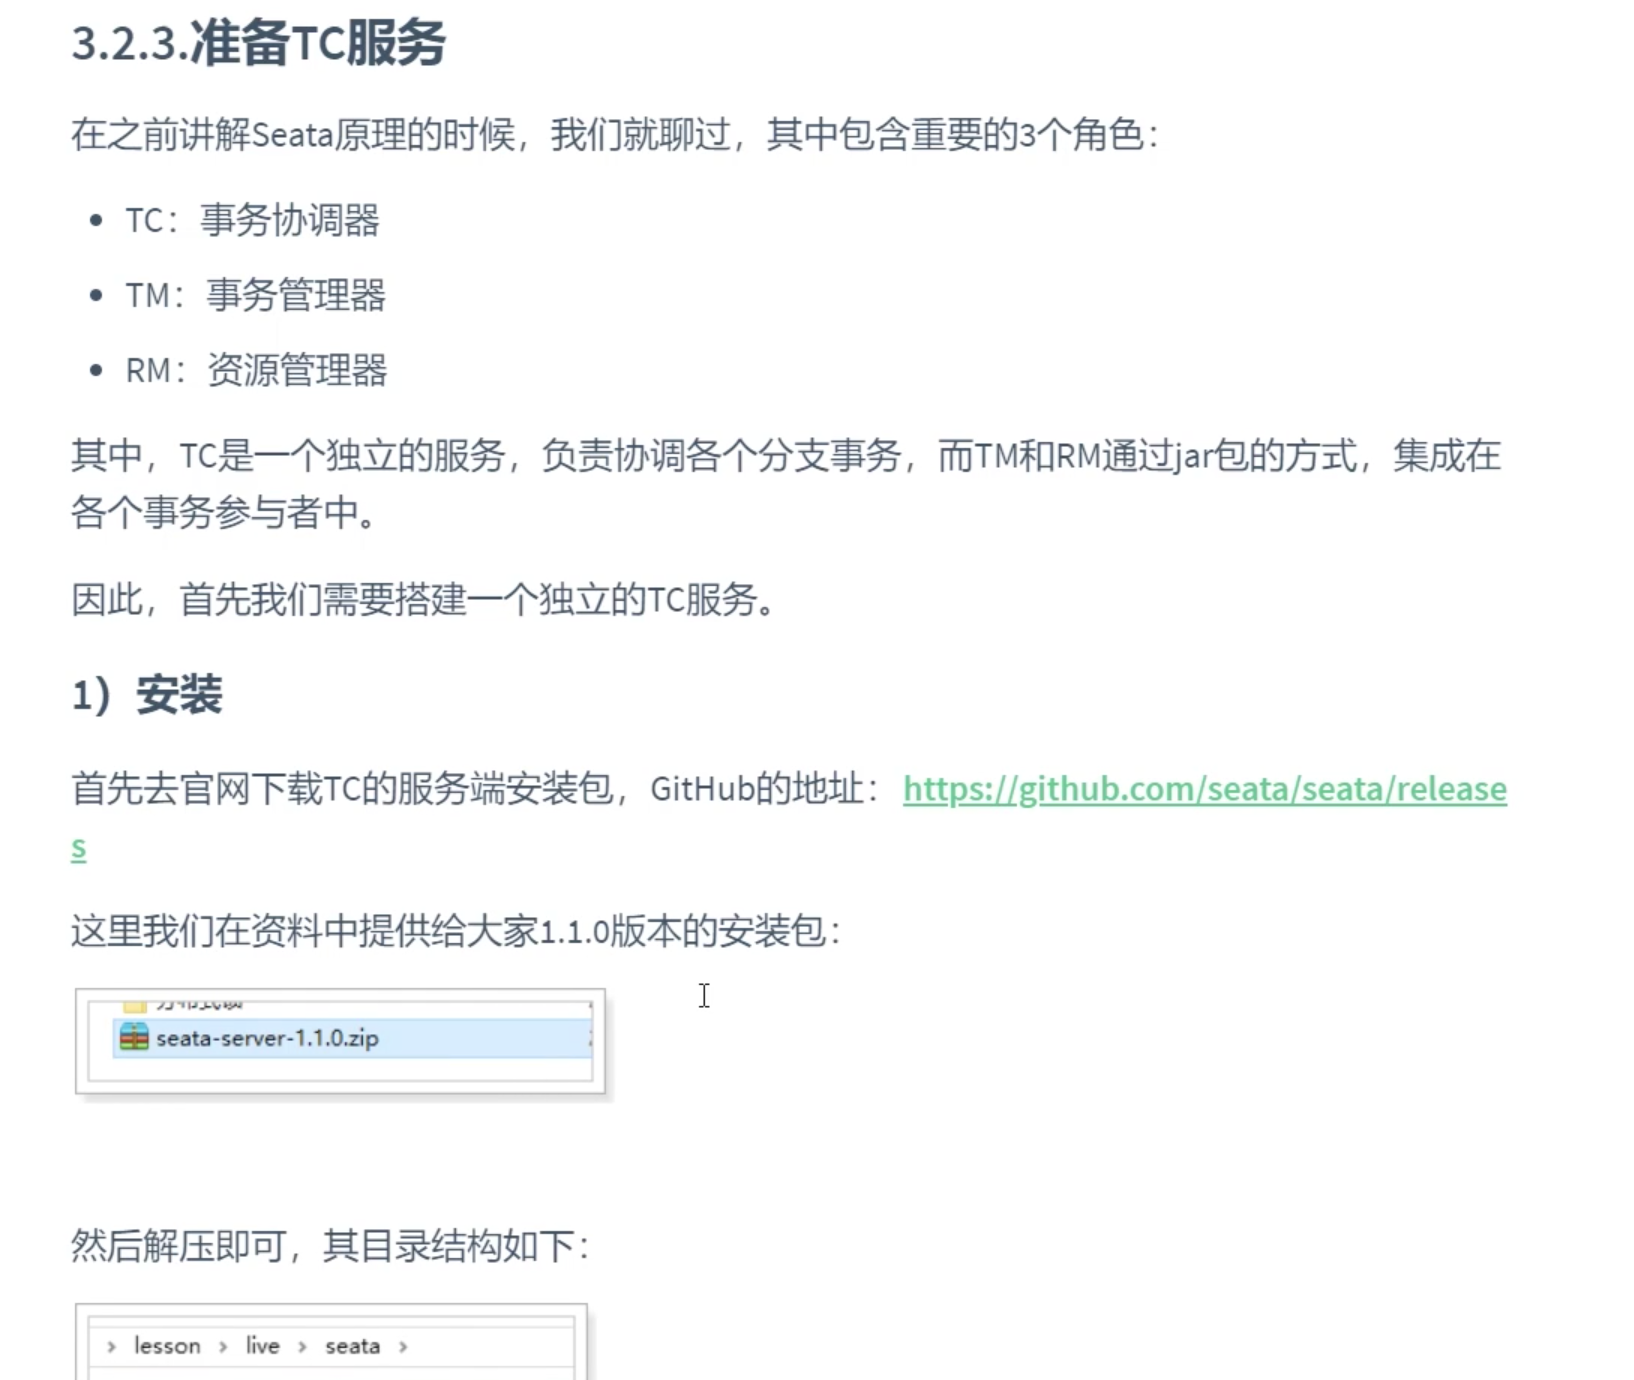 3.2.3.准备TC服务
在之前讲解Seata原理的时候，我们就聊过，其中包含重要的3个角色：
• TC：事务协调器
• TM：事务管理器
• RM：资源管理器
其中，TC是一个独立的服务，负责协调各个分支事务，而TM和RM通过jar包的方式，集成在
各个事务参与者中。
因此，首先我们需要搭建一个独立的TC服务。
1）安装
首先去官网下载TC的服务端安装包，GitHub的地址：https://github.com/seata/seata/release
s
这里我们在资料中提供给大家1.1.0版本的安装包：
seata-server-1.1.0.zip
然后解压即可，其目录结构如下：
› lesson › live › seata ›